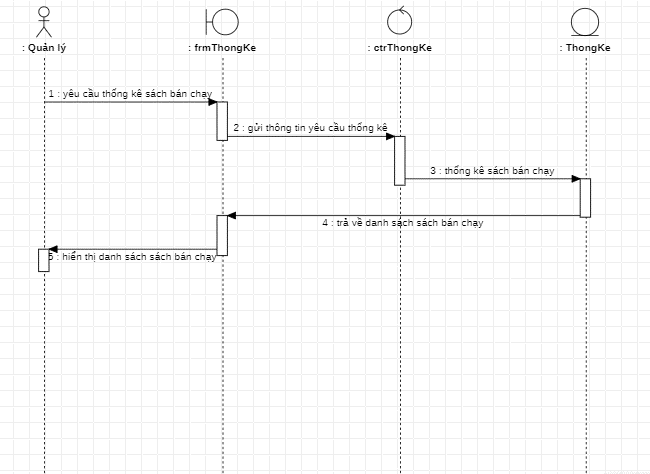 : Quản lý
: frmThongKe
: ctrThongKe
: ThongKe
1 : yêu cầu thống kê sách bán chạy
2 : gửi thông tin yêu cầu thống kê
3 : thống kê sách bán chạy
4 : trả về danh sách sách bán chạy
5 : hiển thị danh sách sách bán chạy